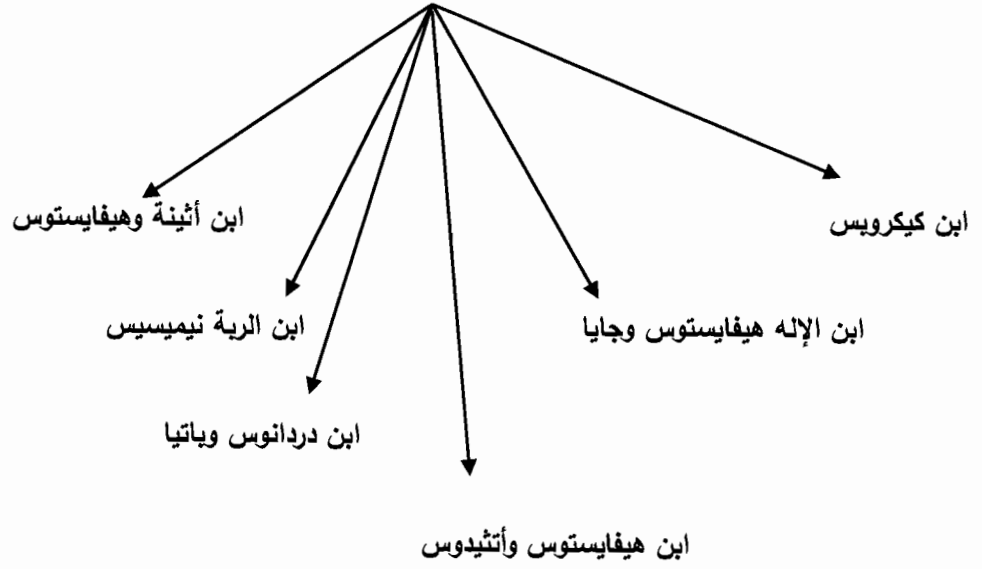 ابن كيكروبس
ابن أثينة وهيفايستوس
ابن الإله هيفايستوس وجايا
ابن الربة نيميسيس
ابن دردانوس وباتيا
ابن هيفايستوس وأتثيدوس